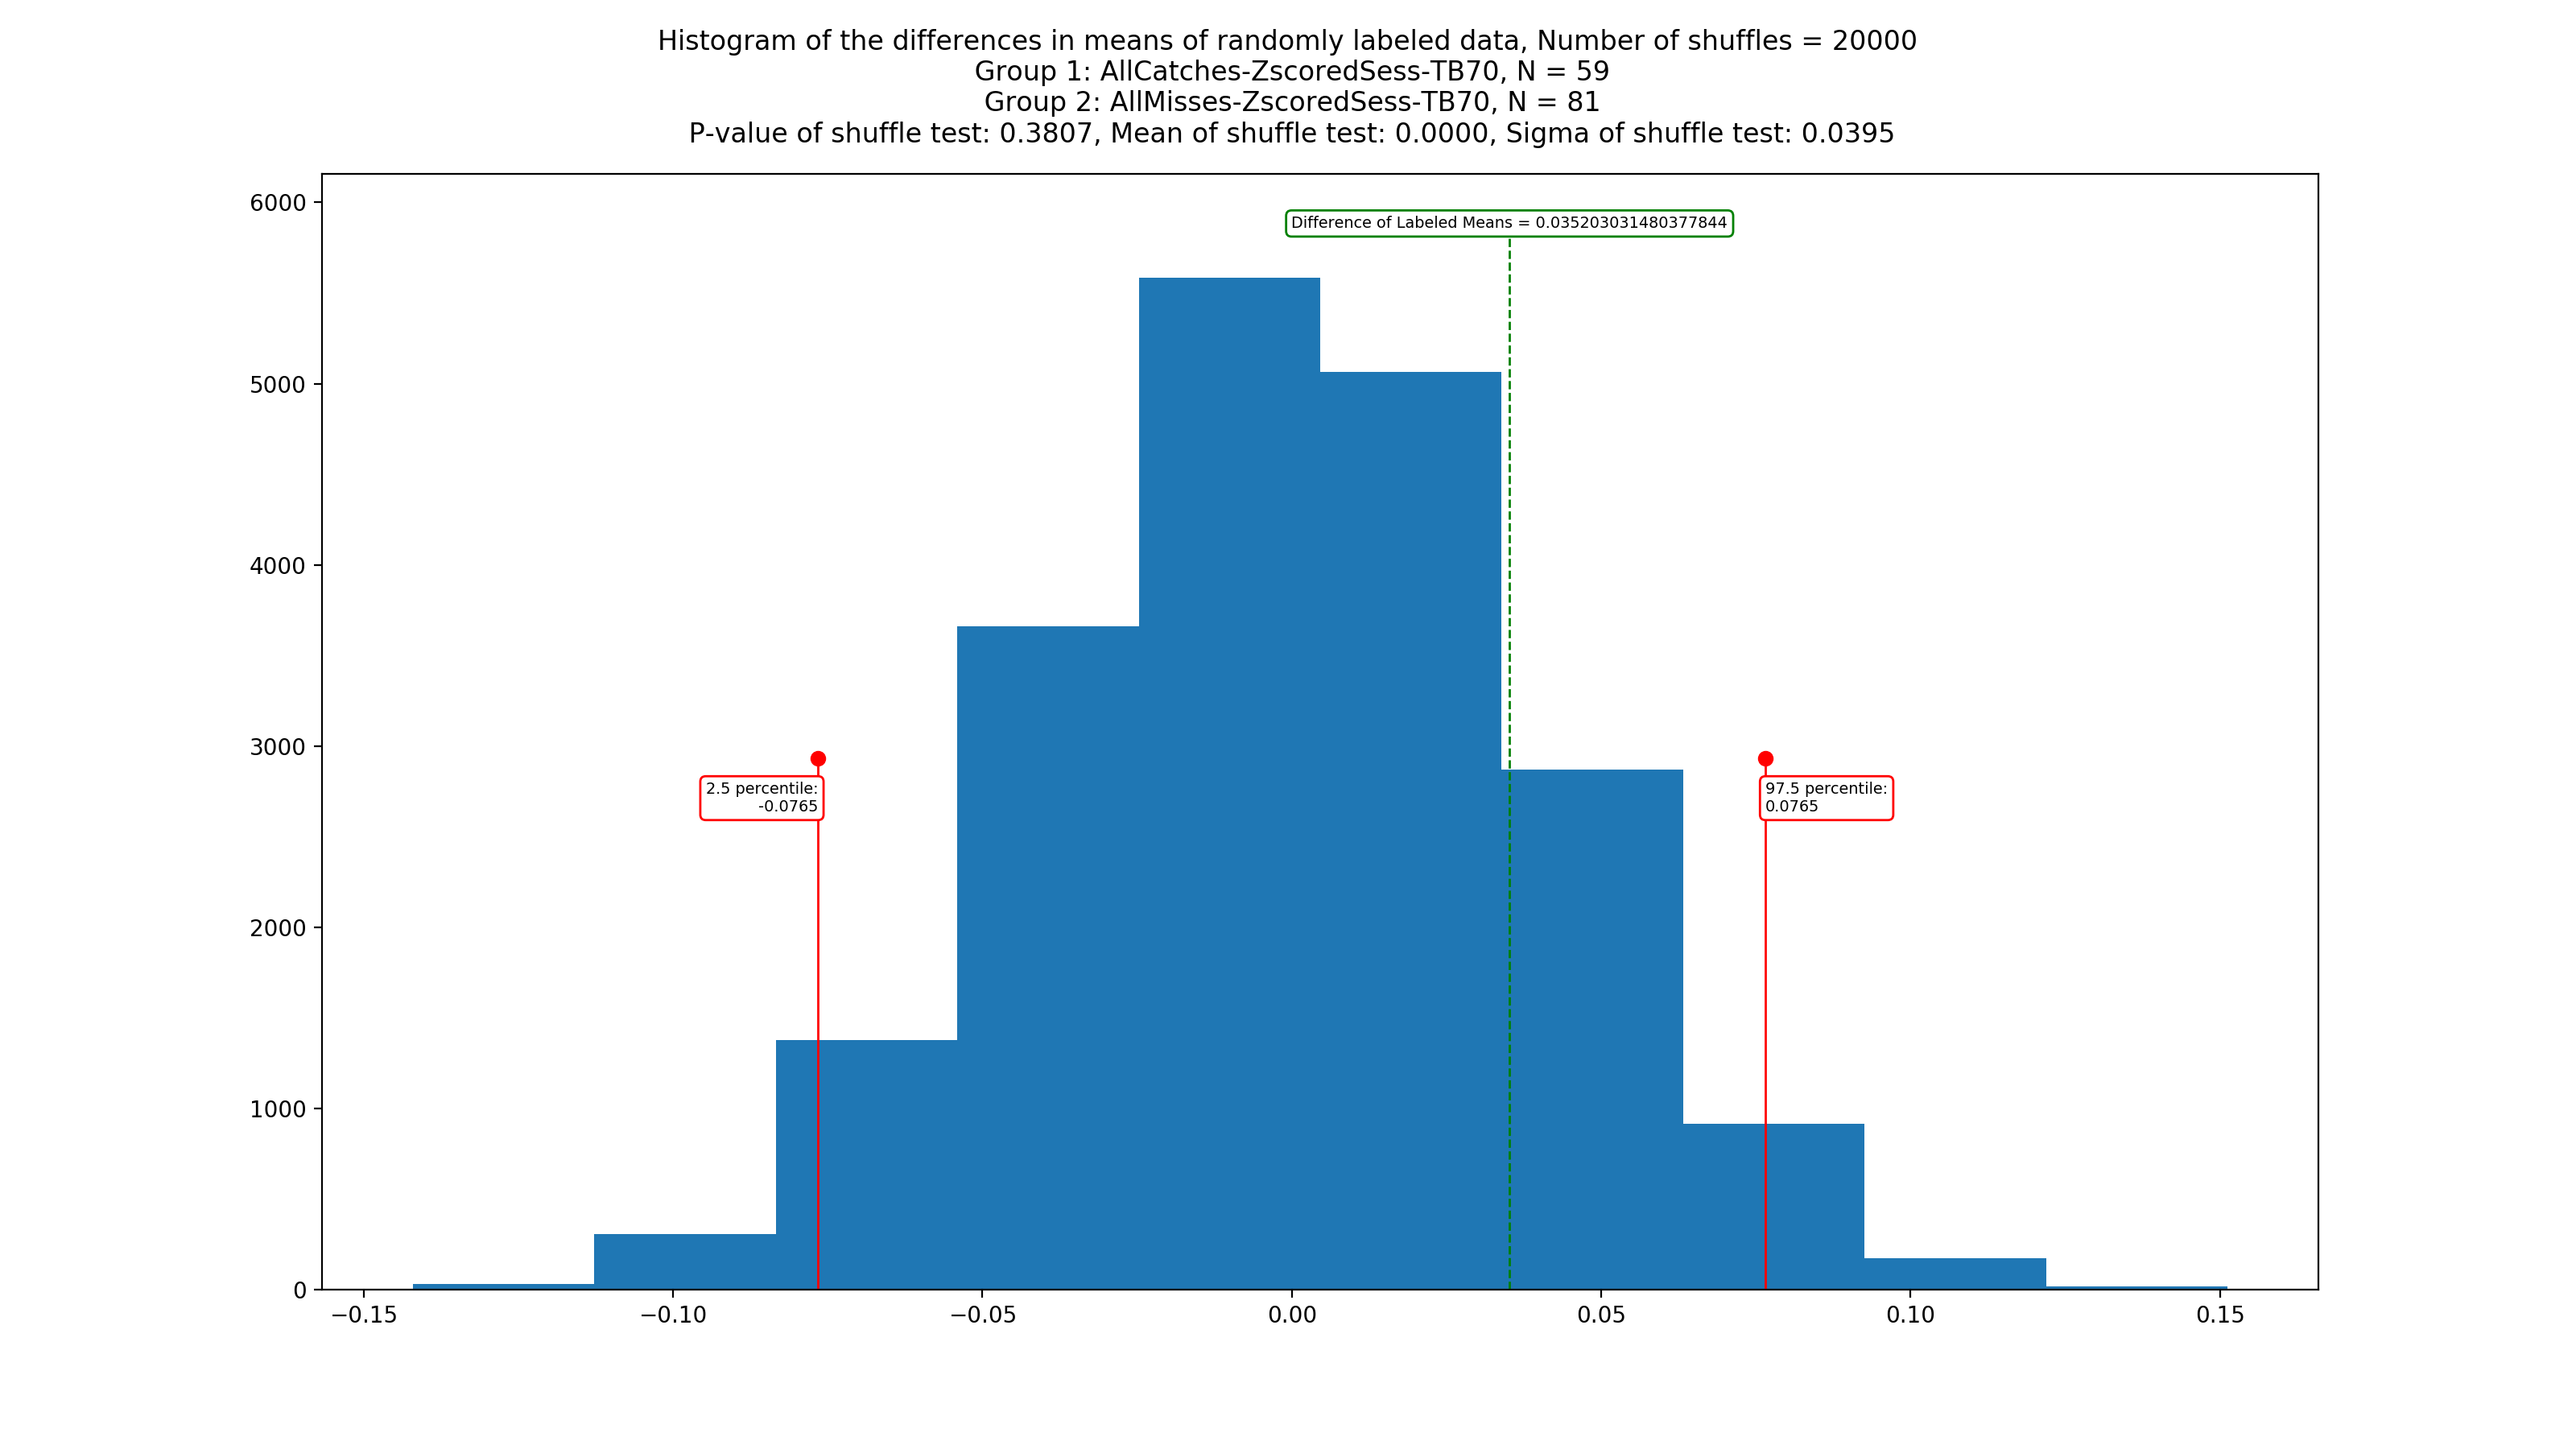 Histogram of the differences in means of randomly labeled data, Number of shuffles = 20000
Group 1: AllCatches-ZscoredSess-TB70, N = 59
Group 2: AllMisses-ZscoredSess-TB70, N = 81
P-value of shuffle test: 0.3807, Mean of shuffle test: 0.0000, Sigma of shuffle test: 0.0395
6000
Difference of Labeled Means = 0.035203031480377844
5000
4000
3000
2.5 percentile:
-0.0765
97.5 percentile:
0.0765
2000
1000
0
−0.15 −0.10 −0.05 0.00 0.05 0.10 0.15